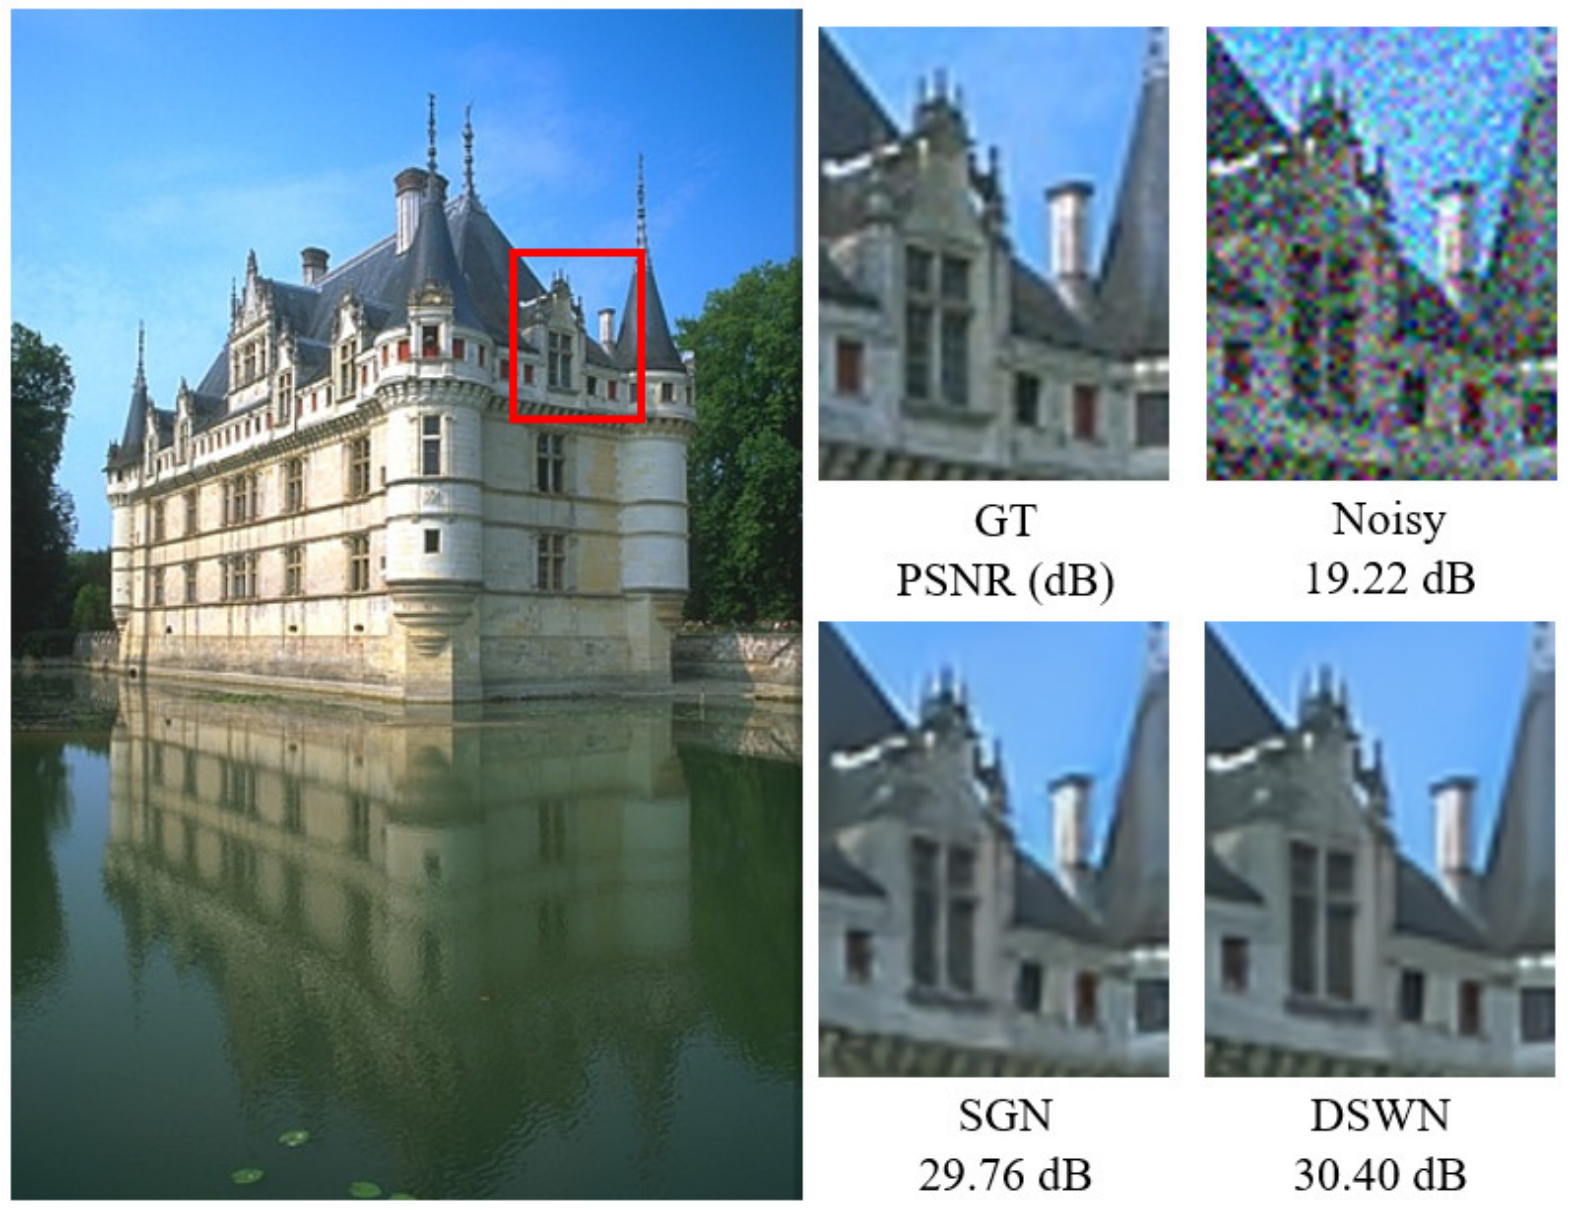 GT
PSNR (dB)
Noisy
19.22 dB
SGN
29.76 dB
DSWN
30.40 dB